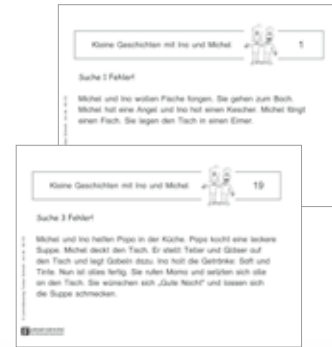 Kleine Geschichten mit Ino und Michel
1
Suche 1 Fehler!
Michel und Ino wollen Fische fangen. Sie gehen zum Bach.
Michel hat eine Angel und Ino hat einen Kescher. Michel fängt
einen Fisch. Sie legen den Tisch in einen Eimer.
Kleine Geschichten mit Ino und Michel
19
Suche 3 Fehler!
Michel und Ino helfen Papa in der Küche. Papa kocht eine leckere
Suppe. Michel deckt den Tisch. Er stellt Teller und Gläser auf
den Tisch und legt Gabeln dazu. Ino holt die Getränke: Saft und
Tinte. Nun ist alles fertig. Sie rufen Mama und setzten sich alle
an den Tisch. Sie wünschen sich „Gute Nacht“ und lassen sich
die Suppe schmecken.